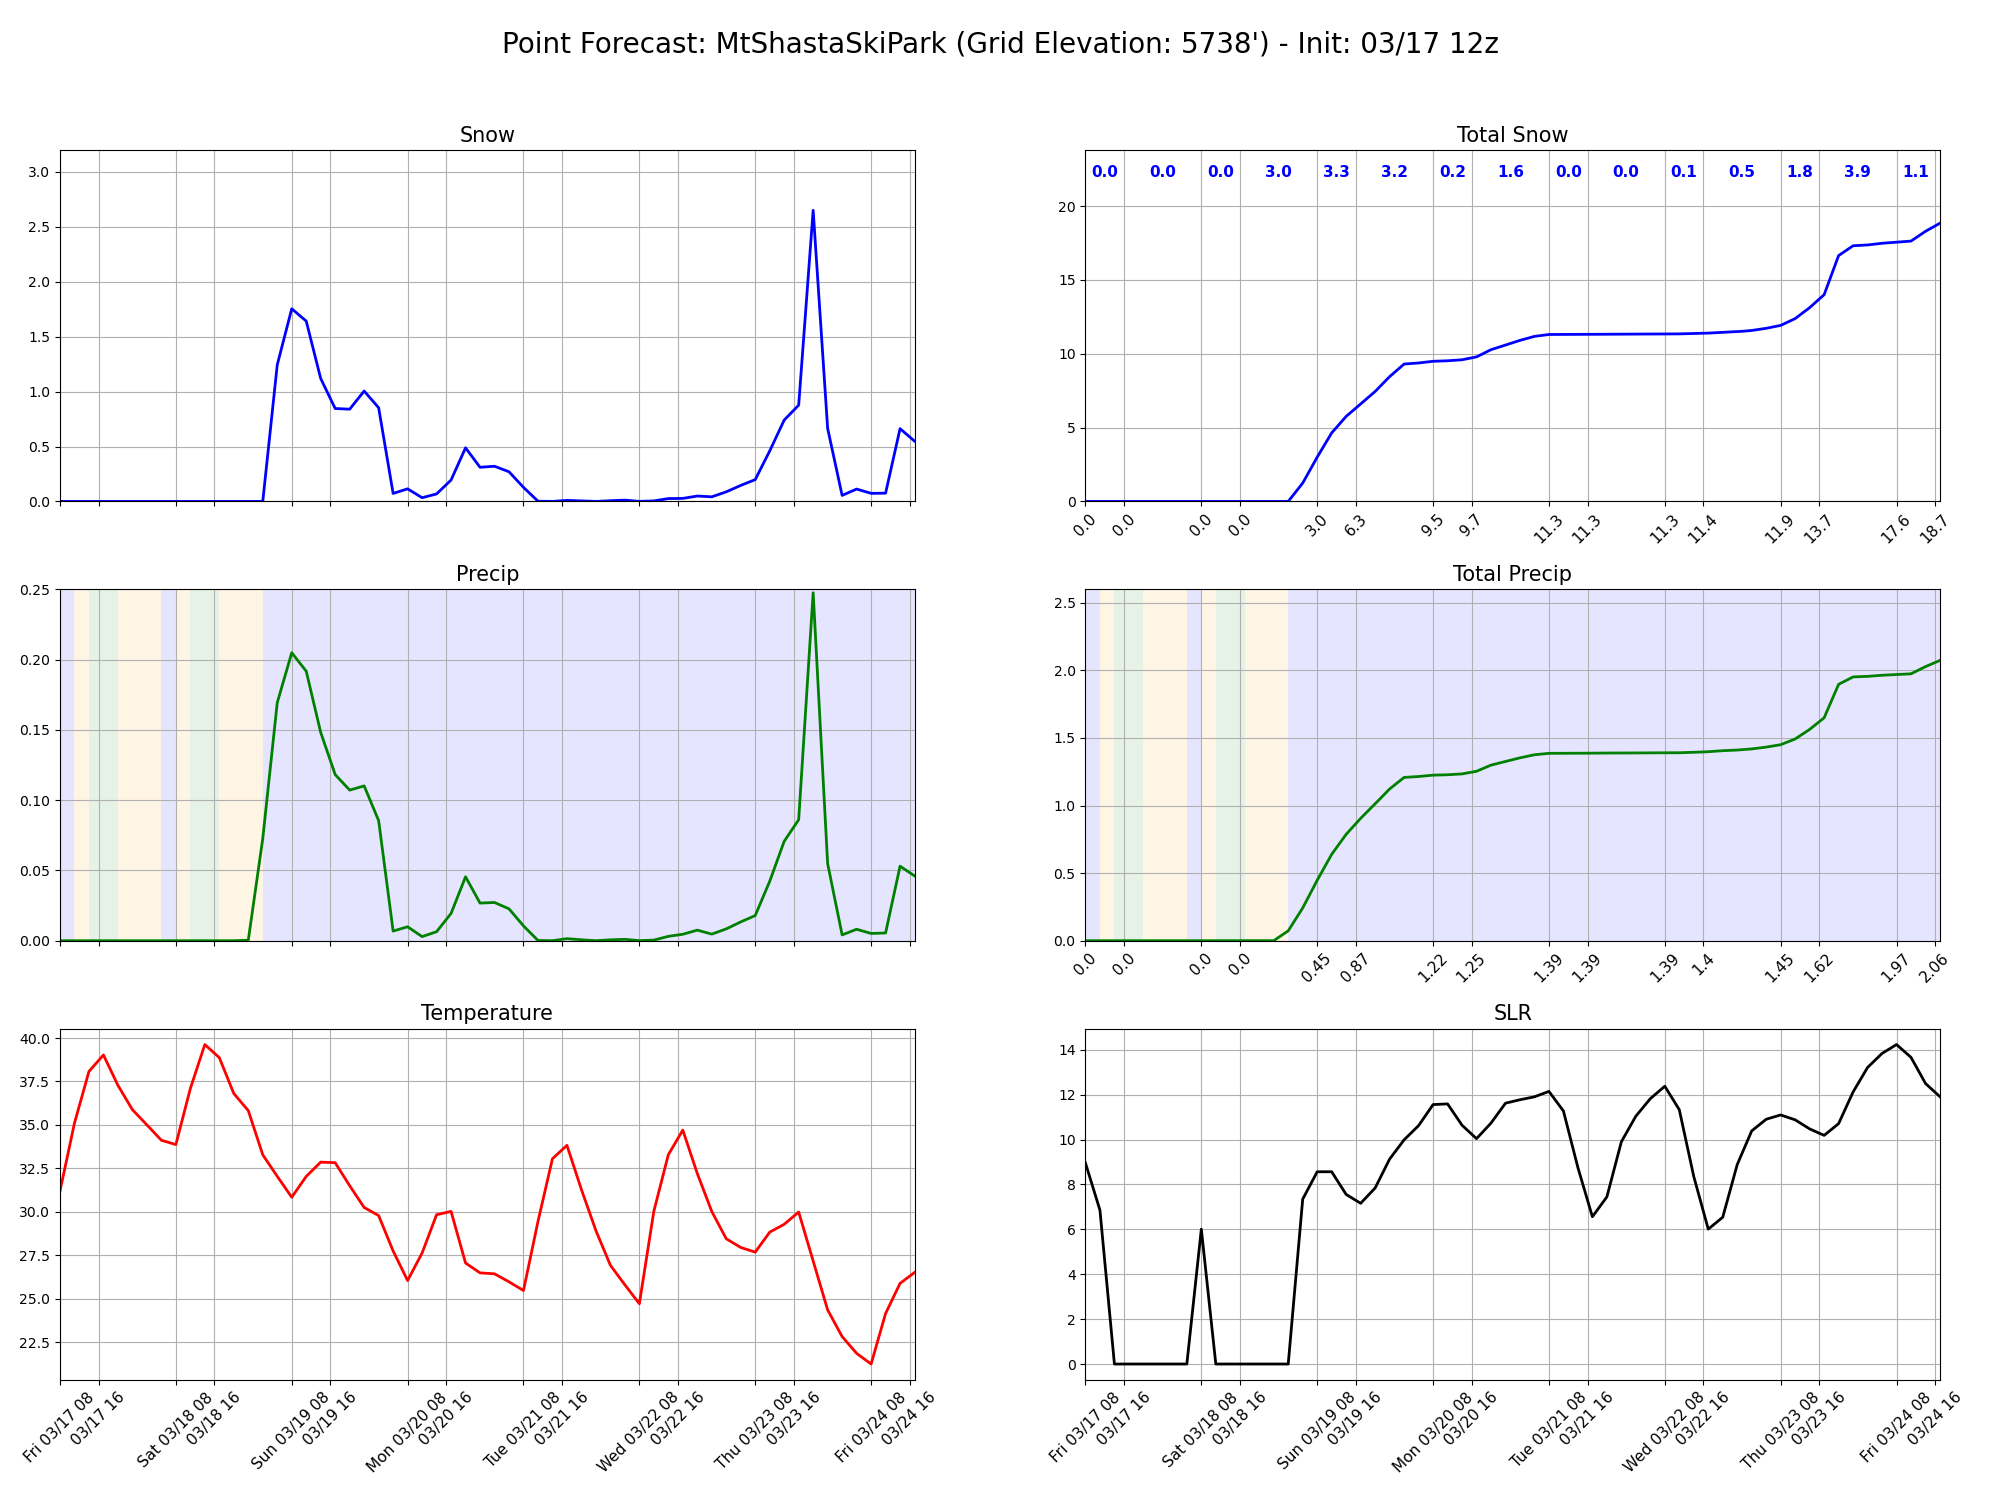 Point Forecast: MtShastaSkiPark (Grid Elevation: 5738') - Init: 03/17 12z
Snow
3.0
2.5
2.0
1.5
1.0
0.5
0.0
Total Snow
0.0 0.0 0.0 3.0 3.3 3.2 0.2 1.6 0.0 0.0 0.1 0.5 1.8 3.9 1.1
20
15
10
5
0
0.0 0.0 0.0 0.0 3.0 6.3 9.5 9.7 11.3 11.3 11.3 11.4 11.9 13.7 17.6 18.7
Precip
0.25
0.20
0.15
0.10
0.05
0.00
Total Precip
2.5
2.0
1.5
1.0
0.5
0.0
0.0 0.0 0.0 0.0 0.45 0.87 1.22 1.25 1.39 1.39 1.39 1.4 1.45 1.62 1.97 2.06
Temperature
40.0
37.5
35.0
32.5
30.0
27.5
25.0
22.5
Fri 03/17 08
03/17 16
Sat 03/18 08
03/18 16
Sun 03/19 08
03/19 16
Mon 03/20 08
03/20 16
Tue 03/21 08
03/21 16
Wed 03/22 08
03/22 16
Thu 03/23 08
03/23 16
Fri 03/24 08
03/24 16
SLR
14
12
10
8
6
4
2
0
Fri 03/17 08
03/17 16
Sat 03/18 08
03/18 16
Sun 03/19 08
03/19 16
Mon 03/20 08
03/20 16
Tue 03/21 08
03/21 16
Wed 03/22 08
03/22 16
Thu 03/23 08
03/23 16
Fri 03/24 08
03/24 16